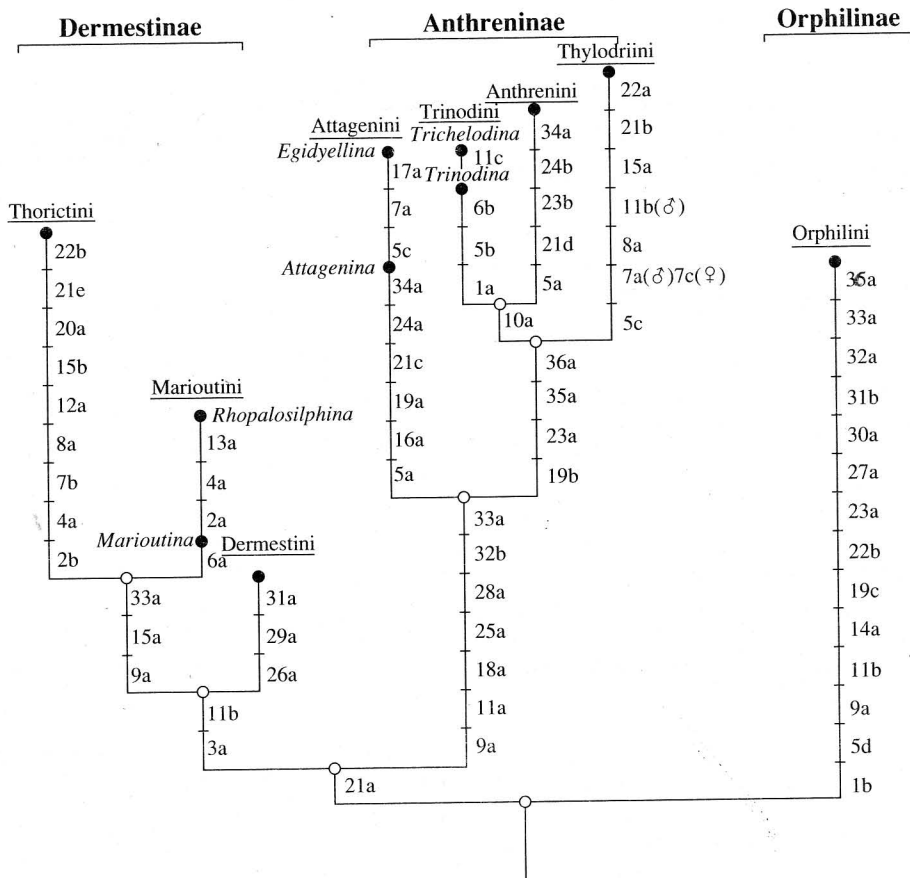 Dermestinae
Anthreninae
Orphilinae
Thorictini
22b
21e
20a
15b
12a
8a
7b
4a
2b
Marioutini
Rhopalosilphina
13a
4a
2a
Marioutina
6a
33a
15a
9a
Dermestini
31a
29a
26a
11b
3a
Attagenini
Egidyellina
17a
7a
5c
Attagenina
34a
24a
21c
19a
16a
5a
Trinodini
Trichelodina
11c
Trinodina
6b
5b
1a
Anthrenini
34a
24b
23b
21d
5a
10a
Thylodriini
22a
21b
15a
11b(♂)
8a
7a(♂)7c(♀)
5c
36a
35a
23a
19b
33a
32b
28a
25a
18a
11a
9a
21a
Orphilini
33a
32a
31b
30a
27a
23a
22b
19c
14a
11b
9a
5d
1b